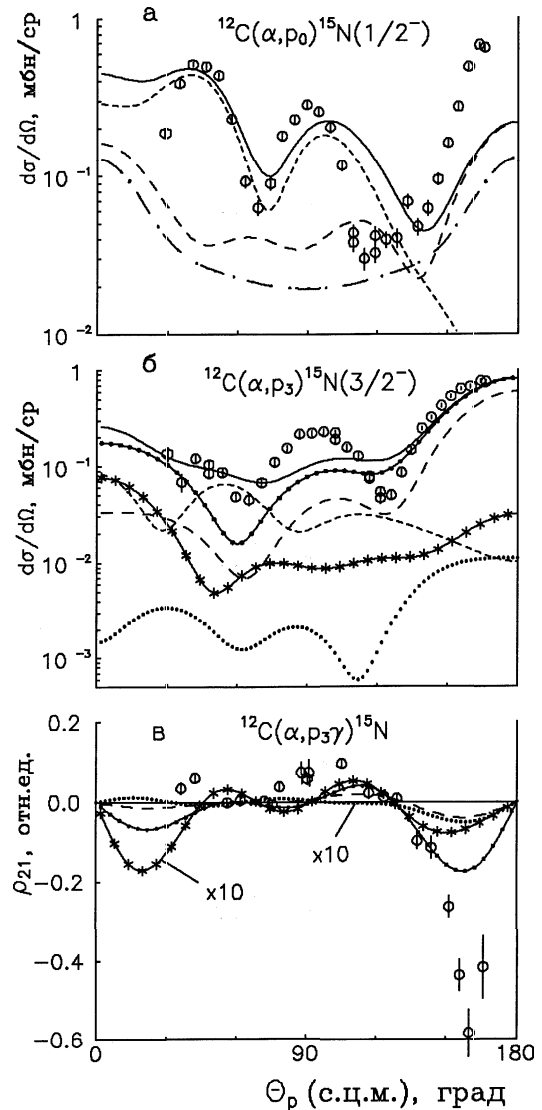 а
¹²C(α,p₀)¹⁵N(1/2⁻)
1
10⁻¹
10⁻²
dσ/dΩ, мбн/ср
б
¹²C(α,p₃)¹⁵N(3/2⁻)
1
10⁻¹
10⁻²
10⁻³
dσ/dΩ, мбн/ср
в
¹²C(α,p₃γ)¹⁵N
0.2
0.0
−0.2
−0.4
−0.6
ρ₂₁, отн.ед.
x10
x10
0
90
180
Θₚ (с.ц.м.), град